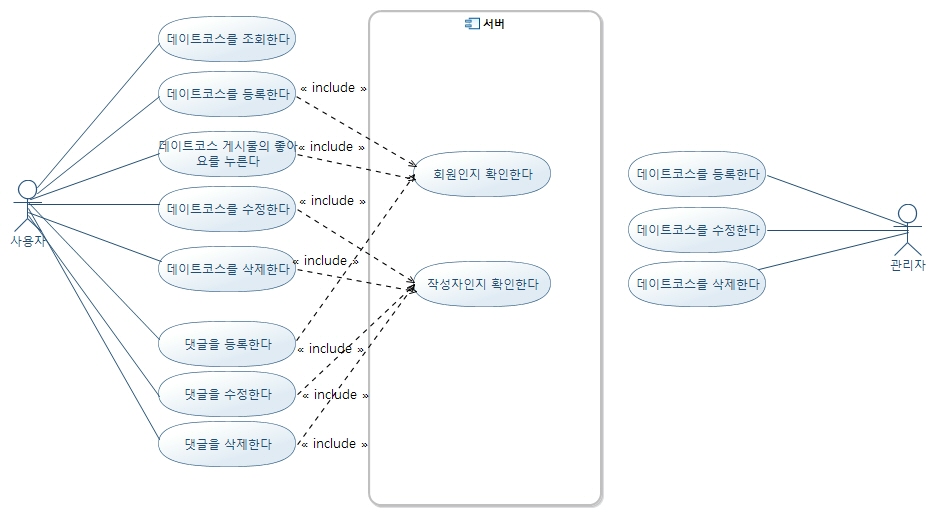 서버
데이트코스를 조회한다
데이트코스를 등록한다
« include »
데이트코스 게시물의 좋아
요를 누른다
« include »
데이트코스를 수정한다
« include »
데이트코스를 삭제한다
« include »
댓글을 등록한다
« include »
댓글을 수정한다
« include »
댓글을 삭제한다
« include »
사용자
회원인지 확인한다
작성자인지 확인한다
데이트코스를 등록한다
데이트코스를 수정한다
데이트코스를 삭제한다
관리자